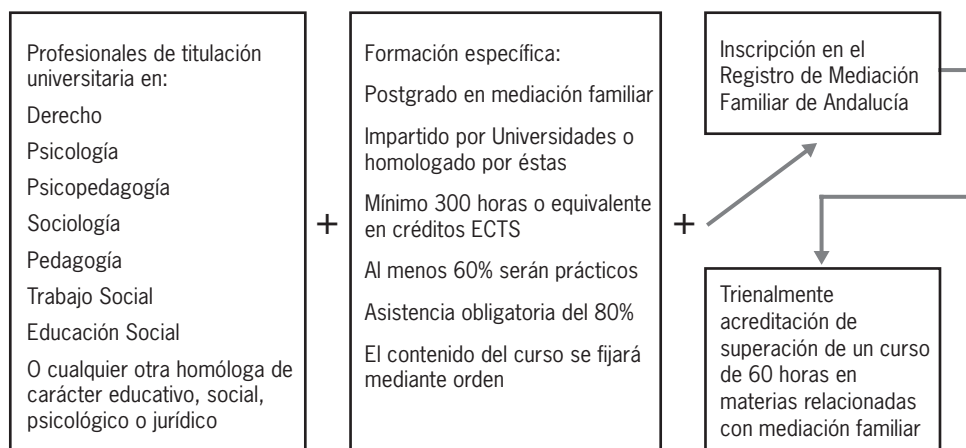 Profesionales de titulación
universitaria en:
Derecho
Psicología
Psicopedagogía
Sociología
Pedagogía
Trabajo Social
Educación Social
O cualquier otra homóloga de
carácter educativo, social,
psicológico o jurídico
+
Formación específica:
Postgrado en mediación familiar
Impartido por Universidades o
homologado por éstas
Mínimo 300 horas o equivalente
en créditos ECTS
Al menos 60% serán prácticos
Asistencia obligatoria del 80%
El contenido del curso se fijará
mediante orden
+
Inscripción en el
Registro de Mediación
Familiar de Andalucía
Trienalmente
acreditación de
superación de un curso
de 60 horas en
materias relacionadas
con mediación familiar